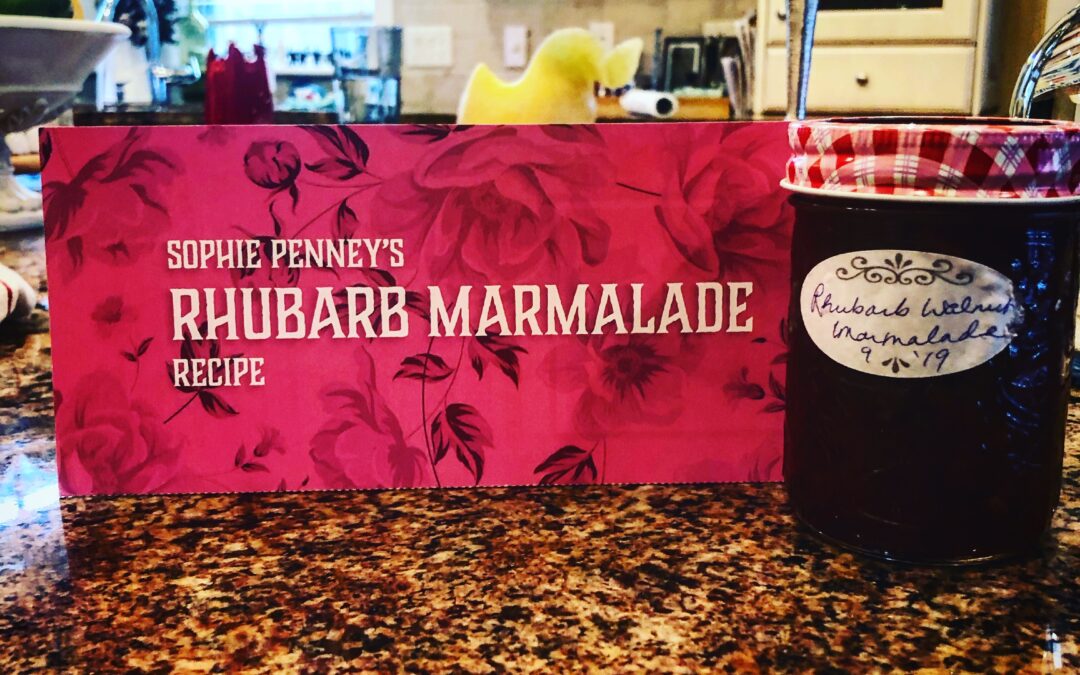 SOPHIE PENNEY'S
RHUBARB MARMALADE
RECIPE
Rhubarb Walnut
Marmalade
9 '19